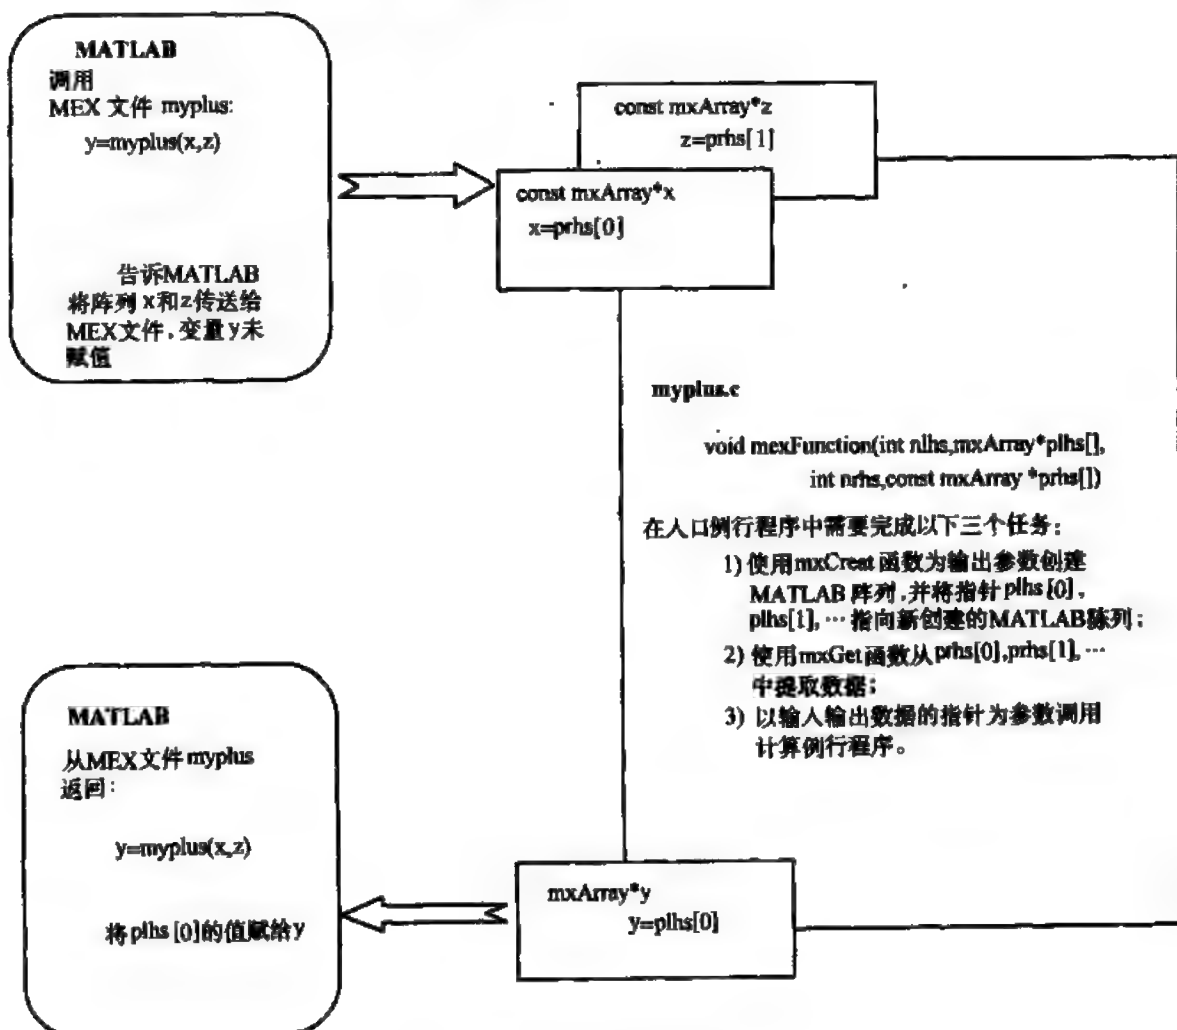 MATLAB
调用
MEX 文件 myplus:
y=myplus(x,z)
告诉MATLAB
将阵列 x和z传送给
MEX文件,变量y未
赋值
const mxArray*z
z=prhs[1]
const mxArray*x
x=prhs[0]
myplus.c
void mexFunction(int nlhs,mxArray*plhs[],
int nrhs,const mxArray *prhs[])
在入口例行程序中需要完成以下三个任务:
1) 使用mxCreat 函数为输出参数创建
MATLAB 阵列,并将指针plhs [0],
plhs[1], … 指向新创建的MATLAB陈列;
2) 使用mxGet 函数从 prhs[0],prhs[1], …
中提取数据;
3) 以输入输出数据的指针为参数调用
计算例行程序。
MATLAB
从MEX文件 myplus
返回:
y=myplus(x,z)
将plhs [0]的值赋给y
mxArray*y
y=plhs[0]